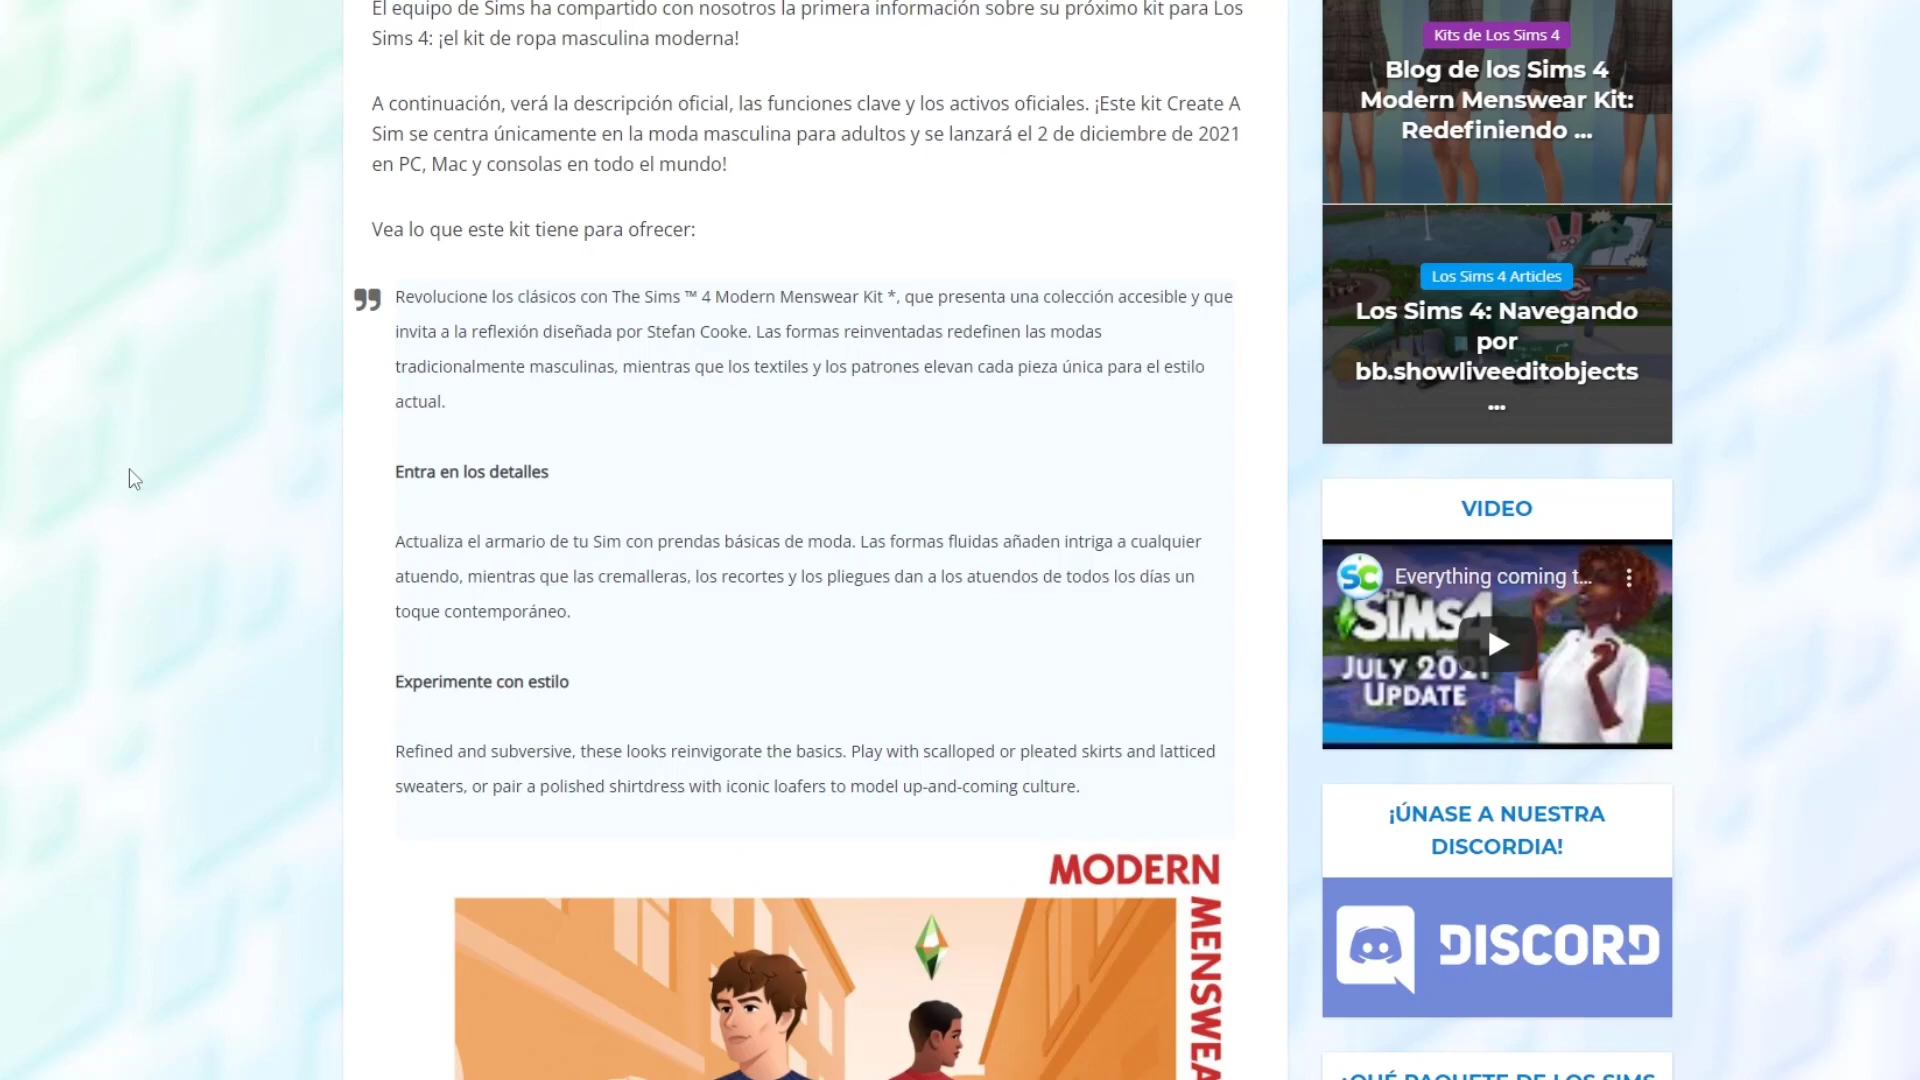 El equipo de Sims ha compartido con nosotros la primera información sobre su próximo kit para Los
Sims 4: ¡el kit de ropa masculina moderna!
A continuación, verá la descripción oficial, las funciones clave y los activos oficiales. ¡Este kit Create A
Sim se centra únicamente en la moda masculina para adultos y se lanzará el 2 de diciembre de 2021
en PC, Mac y consolas en todo el mundo!
Vea lo que este kit tiene para ofrecer:
Revolucione los clásicos con The Sims ™ 4 Modern Menswear Kit *, que presenta una colección accesible y que
invita a la reflexión diseñada por Stefan Cooke. Las formas reinventadas redefinen las modas
tradicionalmente masculinas, mientras que los textiles y los patrones elevan cada pieza única para el estilo
actual.
Entra en los detalles
Actualiza el armario de tu Sim con prendas básicas de moda. Las formas fluidas añaden intriga a cualquier
atuendo, mientras que las cremalleras, los recortes y los pliegues dan a los atuendos de todos los días un
toque contemporáneo.
Experimente con estilo
Refined and subversive, these looks reinvigorate the basics. Play with scalloped or pleated skirts and latticed
sweaters, or pair a polished shirtdress with iconic loafers to model up-and-coming culture.
MODERN
MENSWEA
Kits de Los Sims 4
Blog de los Sims 4
Modern Menswear Kit:
Redefiniendo ...
Los Sims 4 Articles
Los Sims 4: Navegando
por
bb.showliveeditobjects
...
VIDEO
SC
Everything coming t...
The
SIMS4
JULY 2021
UPDATE
¡ÚNASE A NUESTRA
DISCORDIA!
DISCORD
¿QUÉ PAQUETE DE LOS SIMS